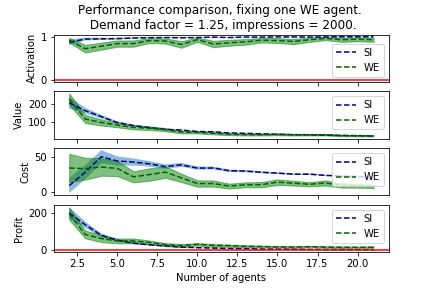 Performance comparison, fixing one WE agent.
Demand factor = 1.25, impressions = 2000.
Activation
1
0
SI
WE
Value
200
100
SI
WE
Cost
50
0
SI
WE
Profit
200
0
SI
WE
2.5 5.0 7.5 10.0 12.5 15.0 17.5 20.0
Number of agents